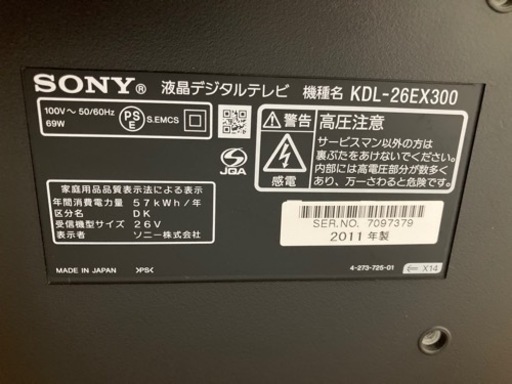 SONY® 液晶デジタルテレビ 機種名 KDL-26EX300
100V～ 50/60Hz
69W
PS
E
S.EMCS
JQA
警告 高圧注意
サービスマン以外の方は
裏ぶたをあけないでください。
内部には高電圧部分が数多く
あり、万一さわると危険です。
感電
家庭用品品質表示法による表示
年間消費電力量 57kWh/年
区分名 DK
受信機型サイズ 26V
ソニー株式会社
SER.NO. 7097379
2011年製
MADE IN JAPAN >PS<
4-273-725-01
X14